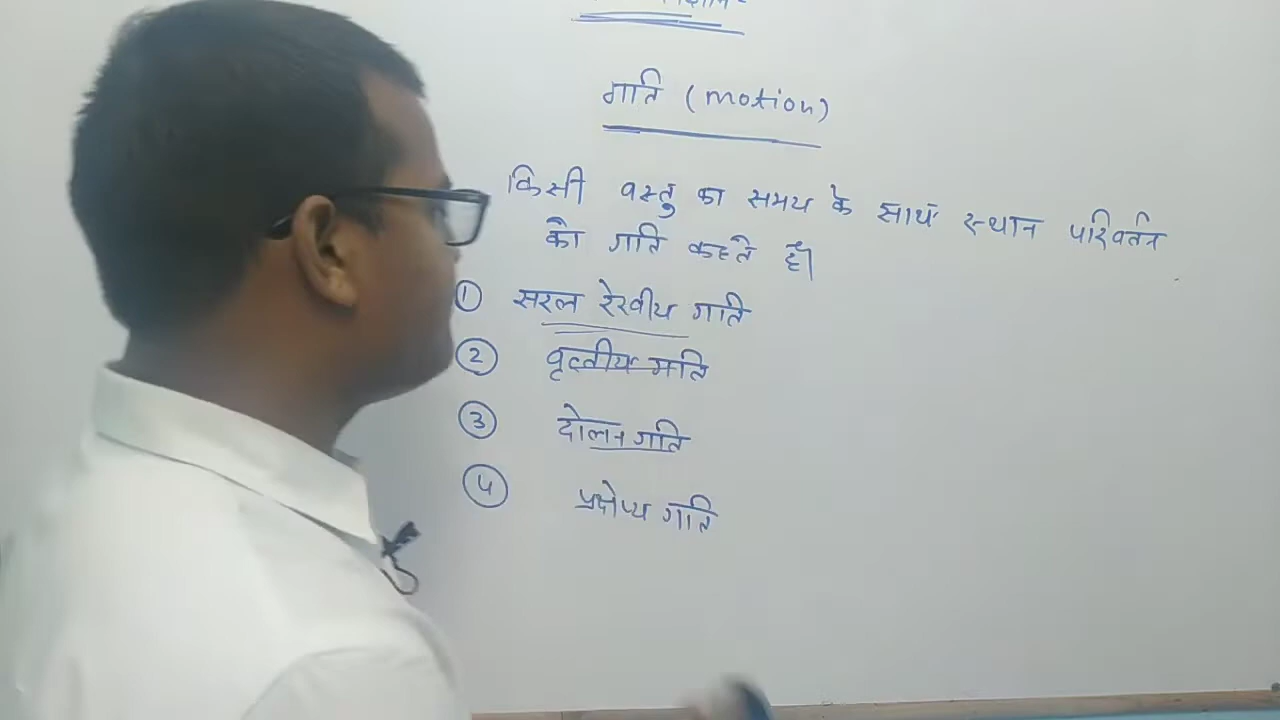 गति (motion)
किसी वस्तु का समय के साथ स्थान परिवर्तन
को गति कहते हैं।
① सरल रेखीय गति
② वृत्तीय गति
③ दोलन गति
④ प्रक्षेप्य गति